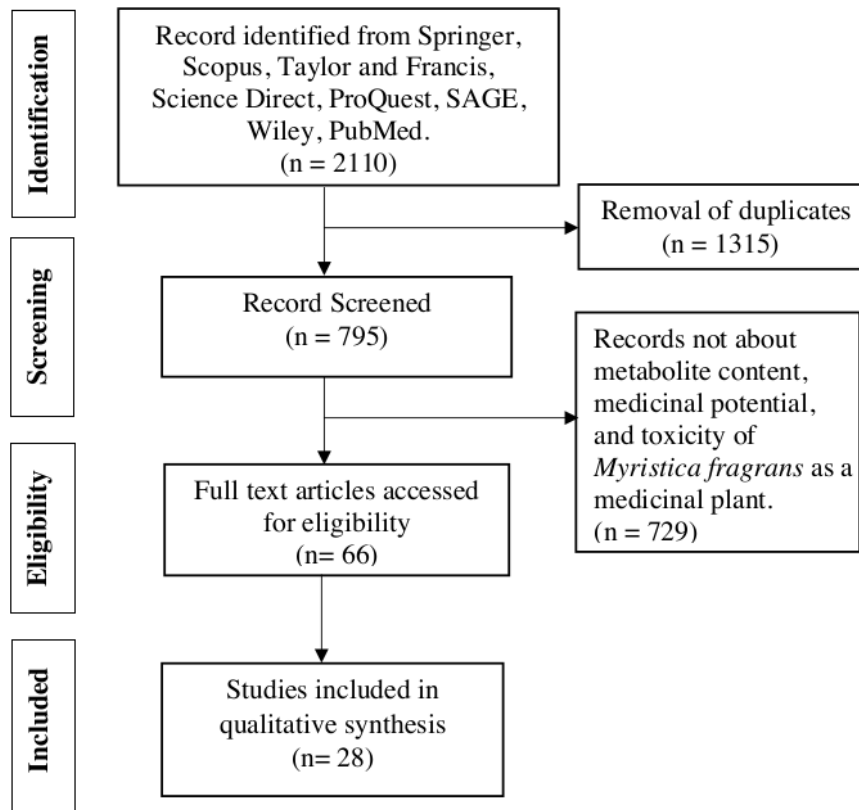 Identification
Record identified from Springer,
Scopus, Taylor and Francis,
Science Direct, ProQuest, SAGE,
Wiley, PubMed.
(n = 2110)
Removal of duplicates
(n = 1315)
Screening
Record Screened
(n = 795)
Records not about
metabolite content,
medicinal potential,
and toxicity of
Myristica fragrans as a
medicinal plant.
(n = 729)
Eligibility
Full text articles accessed
for eligibility
(n= 66)
Included
Studies included in
qualitative synthesis
(n= 28)